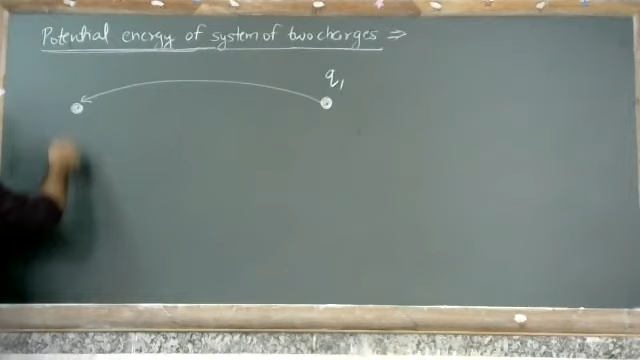 Potential energy of system of two charges ⇒
q₁